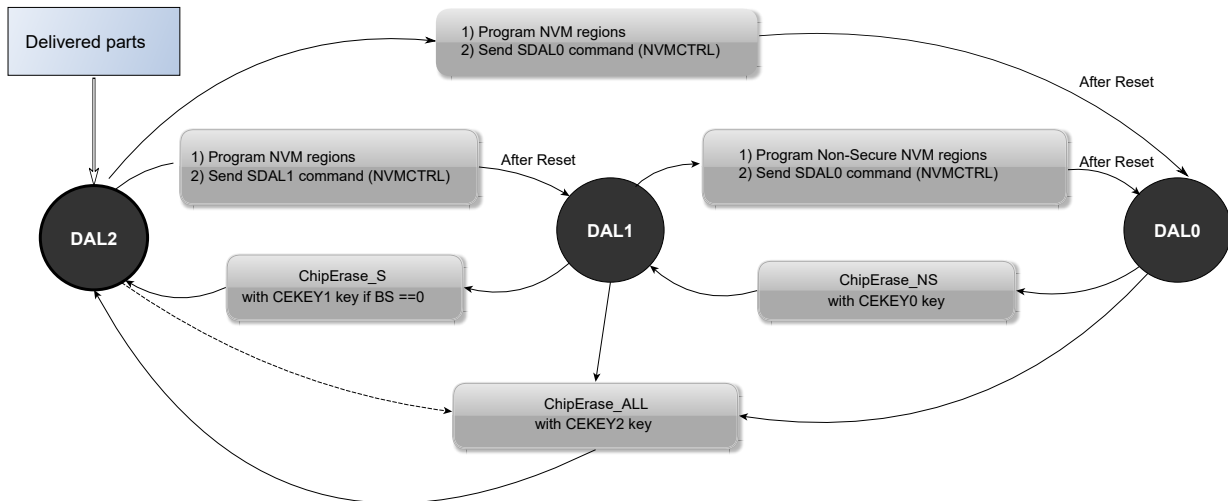 Delivered parts
1) Program NVM regions
2) Send SDAL0 command (NVMCTRL)
After Reset
1) Program NVM regions
2) Send SDAL1 command (NVMCTRL)
After Reset
1) Program Non-Secure NVM regions
2) Send SDAL0 command (NVMCTRL)
After Reset
DAL2
DAL1
DAL0
ChipErase_S
with CEKEY1 key if BS ==0
ChipErase_NS
with CEKEY0 key
ChipErase_ALL
with CEKEY2 key